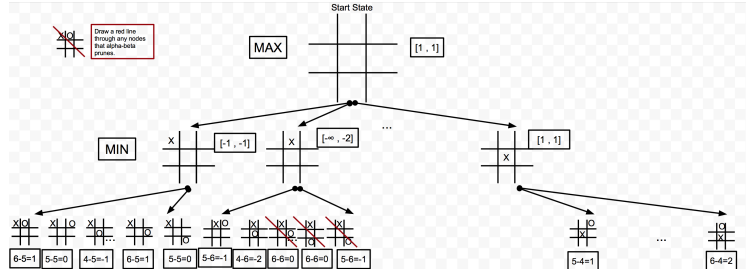 Start State
X O
Draw a red line
through any nodes
that alpha-beta
prunes.
MAX
[1 , 1]
MIN
X
[-1 , -1]
X
[-∞ , -2]
...
X
[1 , 1]
X O
X O
X
O
...
X
O
X
O
X O
X
O
X
O
...
X
O
X
O
O
X
...
O
X
6-5=1
5-5=0
4-5=-1
6-5=1
5-5=0
5-6=-1
4-6=-2
6-6=0
6-6=0
5-6=-1
5-4=1
6-4=2